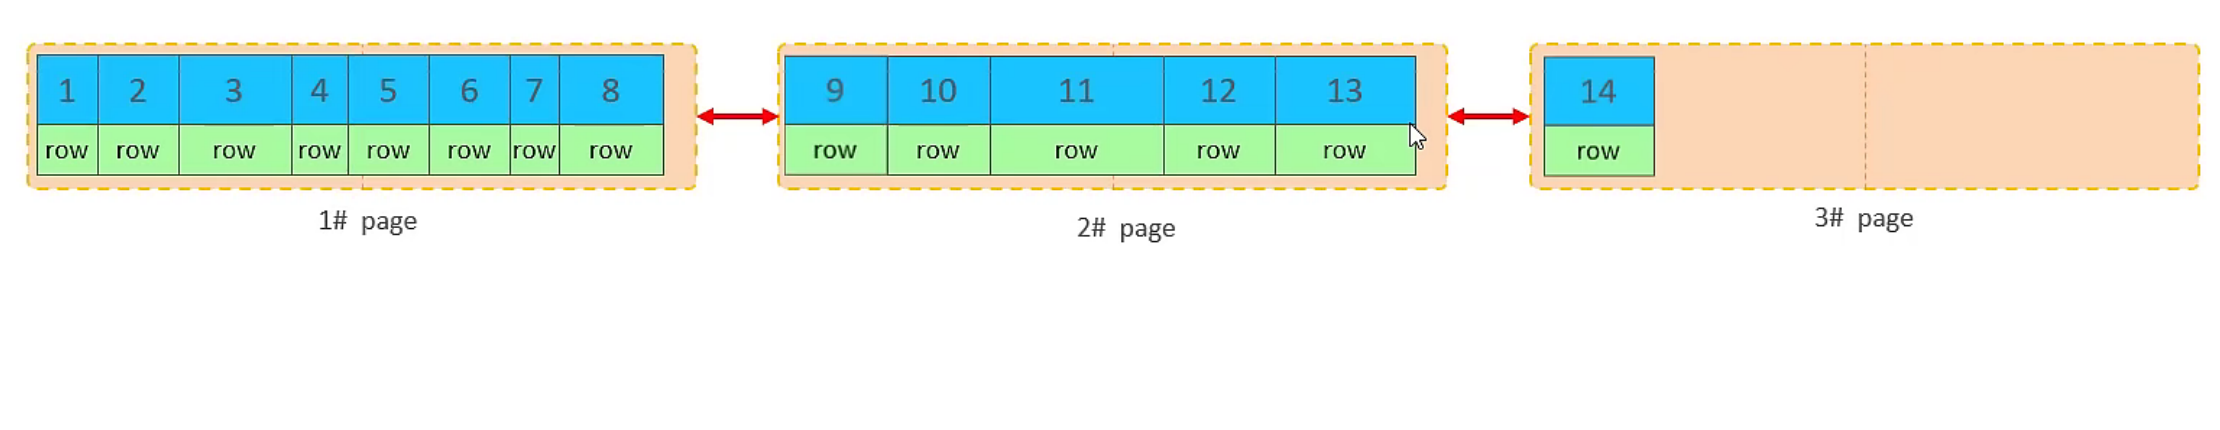 1 2 3 4 5 6 7 8 9 10 11 12 13 14
row row row row row row row row row row row row row row
1# page 2# page 3# page